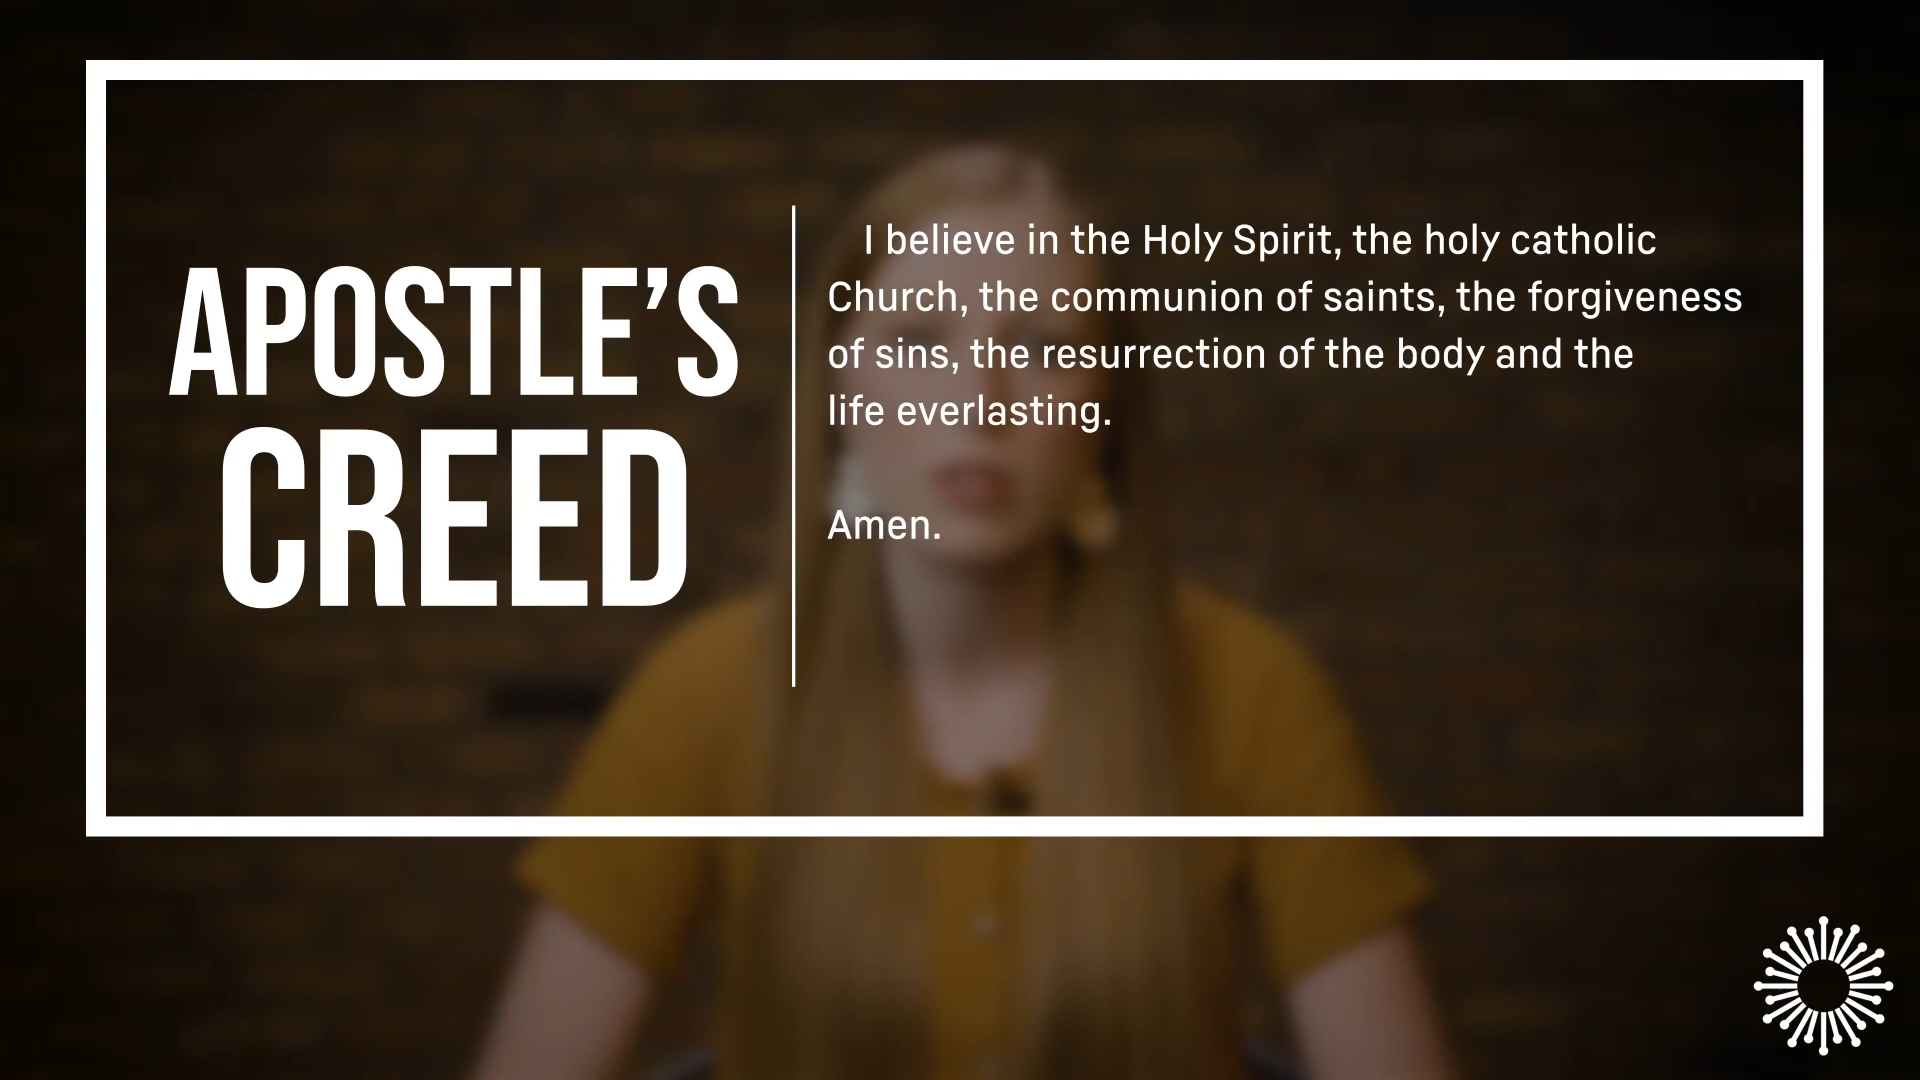 APOSTLE’S
CREED
I believe in the Holy Spirit, the holy catholic
Church, the communion of saints, the forgiveness
of sins, the resurrection of the body and the
life everlasting.
Amen.